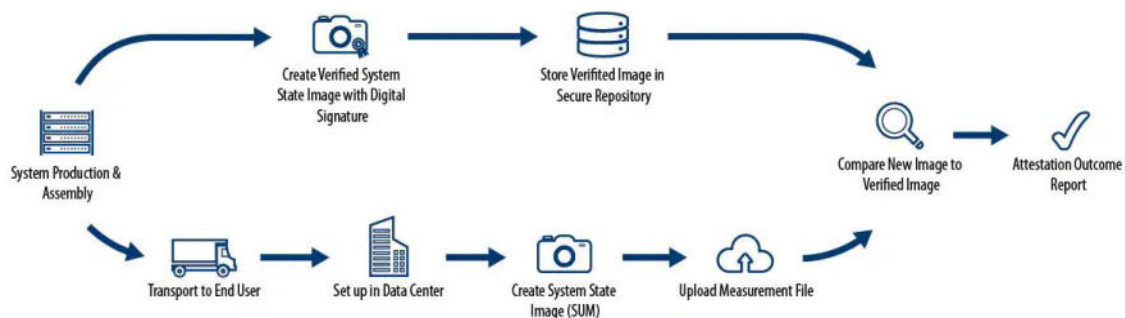 Create Verified System
State Image with Digital
Signature
Store Verifited Image in
Secure Repository
System Production &
Assembly
Compare New Image to
Verified Image
Attestation Outcome
Report
Transport to End User
Set up in Data Center
Create System State
Image (SUM)
Upload Measurement File